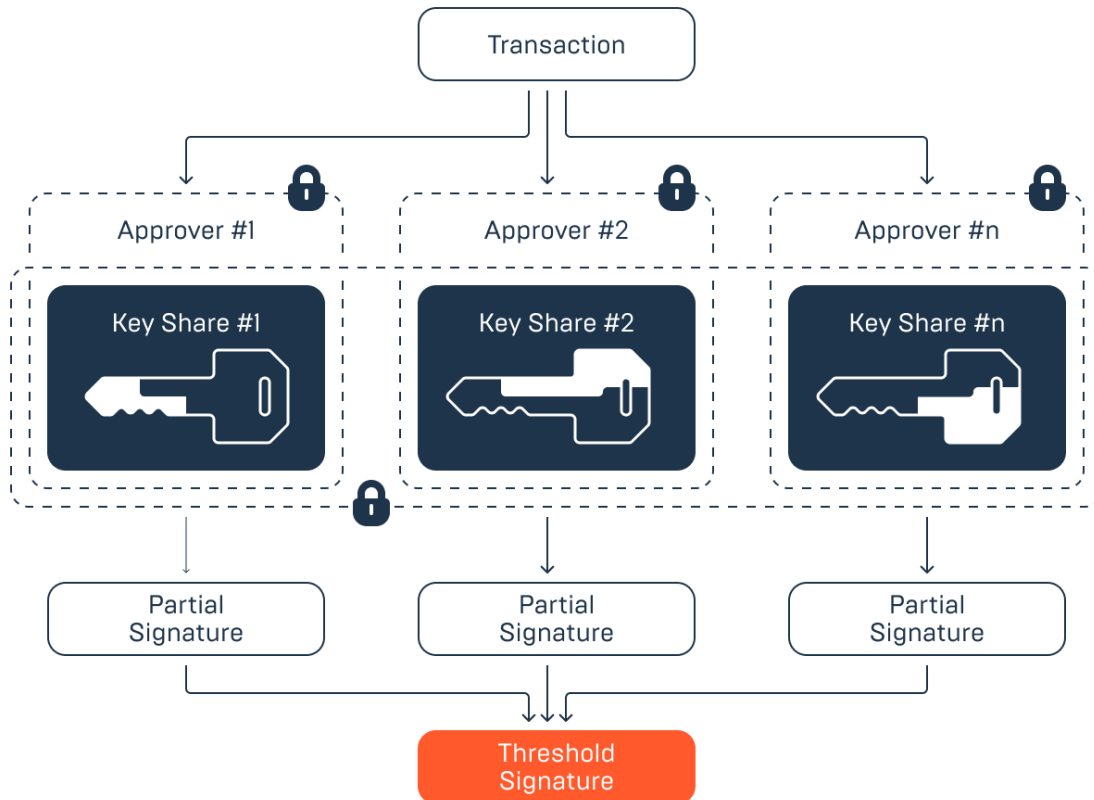 Transaction
Approver #1
Approver #2
Approver #n
Key Share #1
Key Share #2
Key Share #n
Partial
Signature
Partial
Signature
Partial
Signature
Threshold
Signature